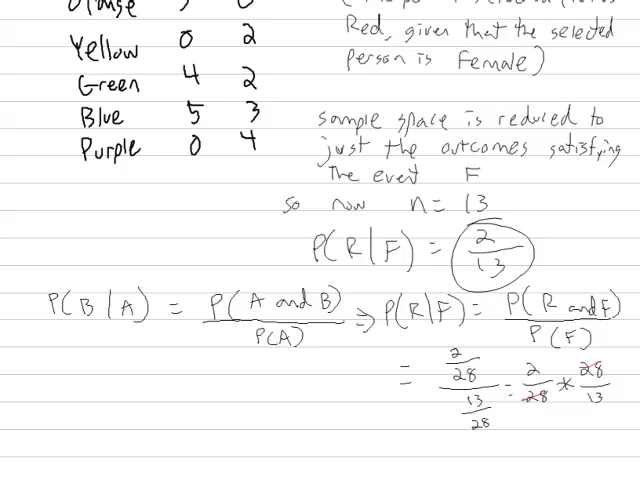 Orange
Yellow 0 2
Green 4 2
Blue 5 3
Purple 0 4
Red, given that the selected
person is Female)
sample space is reduced to
just the outcomes satisfying
the event F
so now n = 13
P(R|F) = 2/13
P(B|A) = P(A and B)/P(A) => P(R|F) = P(R and F)/P(F)
= 2/28 / 13/28 = 2/28 * 28/13